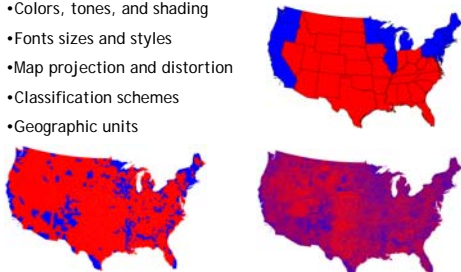 •Colors, tones, and shading
•Fonts sizes and styles
•Map projection and distortion
•Classification schemes
•Geographic units